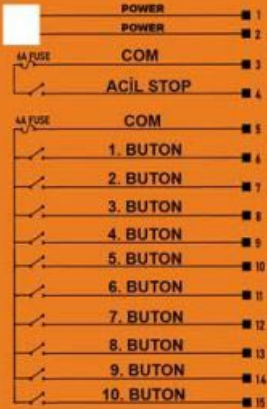 POWER 1
POWER 2
4A FUSE COM 3
ACİL STOP 4
4A FUSE COM 5
1. BUTON 6
2. BUTON 7
3. BUTON 8
4. BUTON 9
5. BUTON 10
6. BUTON 11
7. BUTON 12
8. BUTON 13
9. BUTON 14
10. BUTON 15